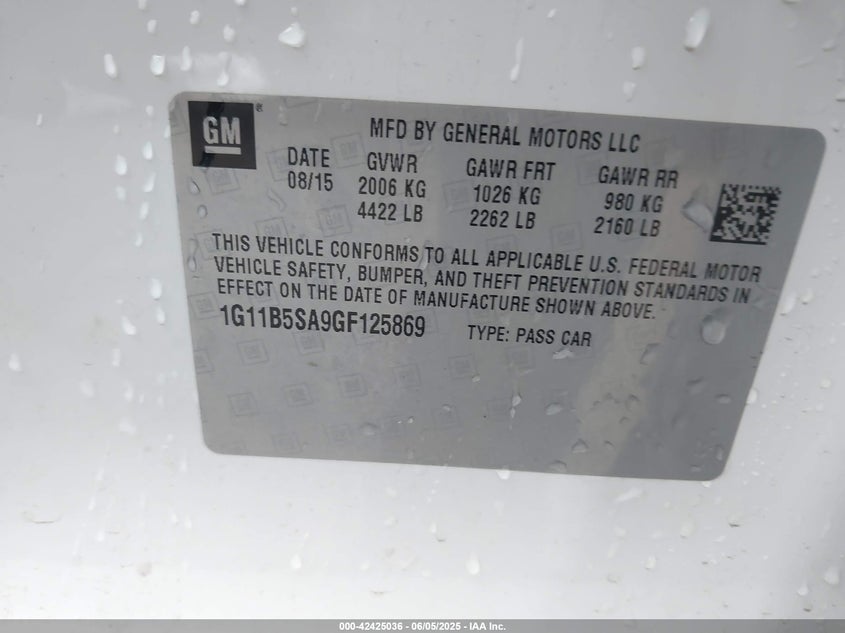 GM ®
MFD BY GENERAL MOTORS LLC
DATE GVWR GAWR FRT GAWR RR
08/15 2006 KG 1026 KG 980 KG
4422 LB 2262 LB 2160 LB
THIS VEHICLE CONFORMS TO ALL APPLICABLE U.S. FEDERAL MOTOR
VEHICLE SAFETY, BUMPER, AND THEFT PREVENTION STANDARDS IN
EFFECT ON THE DATE OF MANUFACTURE SHOWN ABOVE.
1G11B5SA9GF125869 TYPE: PASS CAR
000-42425036 - 06/05/2025 - IAA Inc.